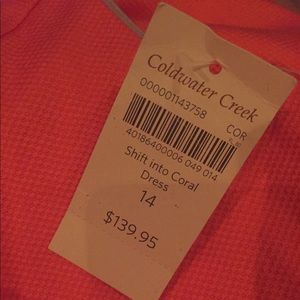 Coldwater Creek
000001143758
COR
40186400006 049 014
Shift into Coral
Dress
14
$139.95